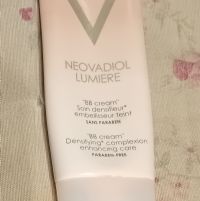 V
NEOVADIOL
LUMIERE
"BB cream"
Soin densifieur*
embellisseur teint
SANS PARABEN
"BB cream"
Densifying* complexion
enhancing care
PARABEN-FREE